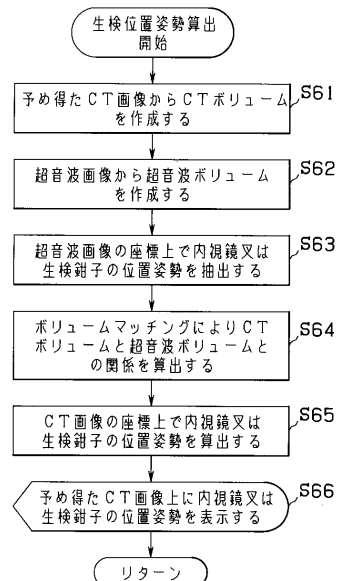 生検位置姿勢算出
開始
予め得たCT画像からCTボリューム
を作成する
S61
超音波画像から超音波ボリューム
を作成する
S62
超音波画像の座標上で内視鏡又は
生検鉗子の位置姿勢を抽出する
S63
ボリュームマッチングによりCT
ボリュームと超音波ボリュームと
の関係を算出する
S64
CT画像の座標上で内視鏡又は
生検鉗子の位置姿勢を算出する
S65
予め得たCT画像上に内視鏡又は
生検鉗子の位置姿勢を表示する
S66
リターン